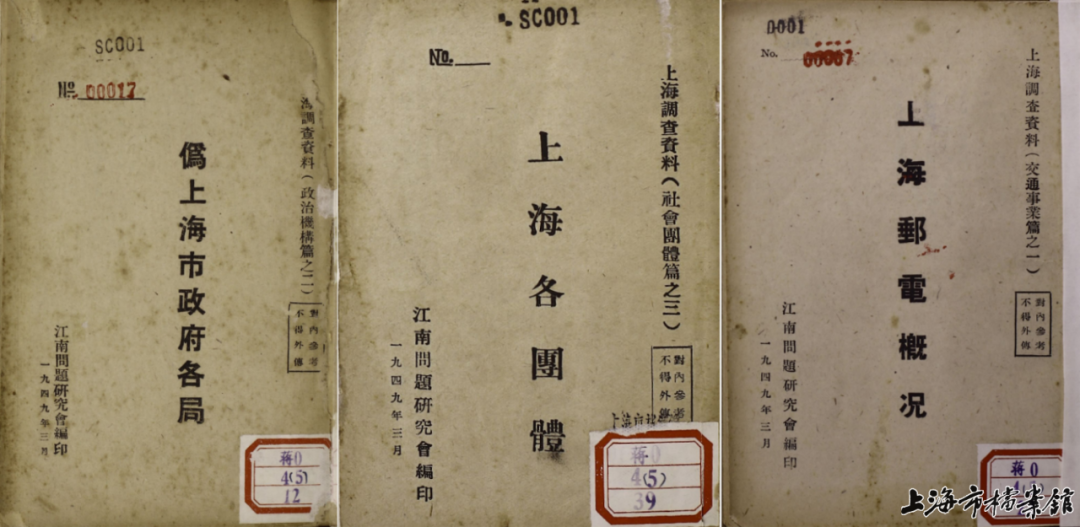 SC001
No 00017
海調查資料(政治機構篇之二)
對內參考
不得外傳
偽上海市政府各局
江南問題研究會編印
一九四九年三月
蔣0
4(5)
12
SC001
No.
上海調查資料(社會團體篇之三)
對內參考
不得外傳
上海各團體
江南問題研究會編印
一九四九年三月
蔣0
4(5)
39
0001
No. 00007
上海調查資料(交通事業篇之一)
對內參考
不得外傳
上海郵電概況
江南問題研究會編印
一九四九年三月
蔣0
上海市檔案館